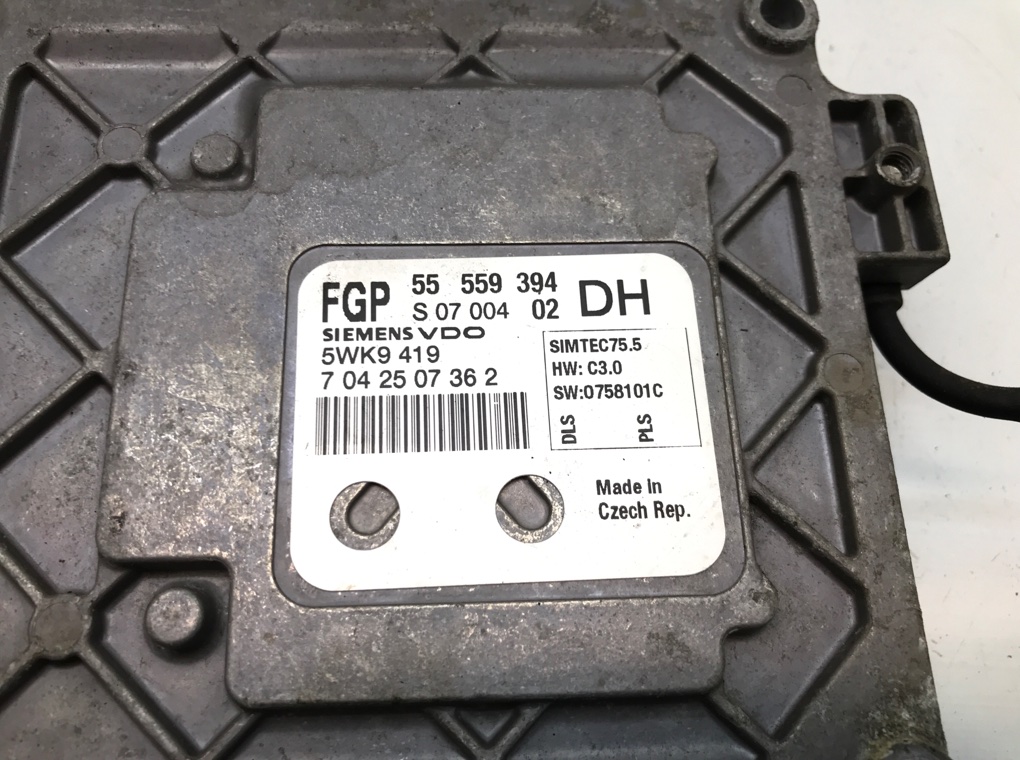 FGP 55 559 394 DH
S 07 004 02
SIEMENS VDO
5WK9 419
7 04 25 07 36 2
SIMTEC75.5
HW: C3.0
SW:0758101C
DLS PLS
Made In
Czech Rep.